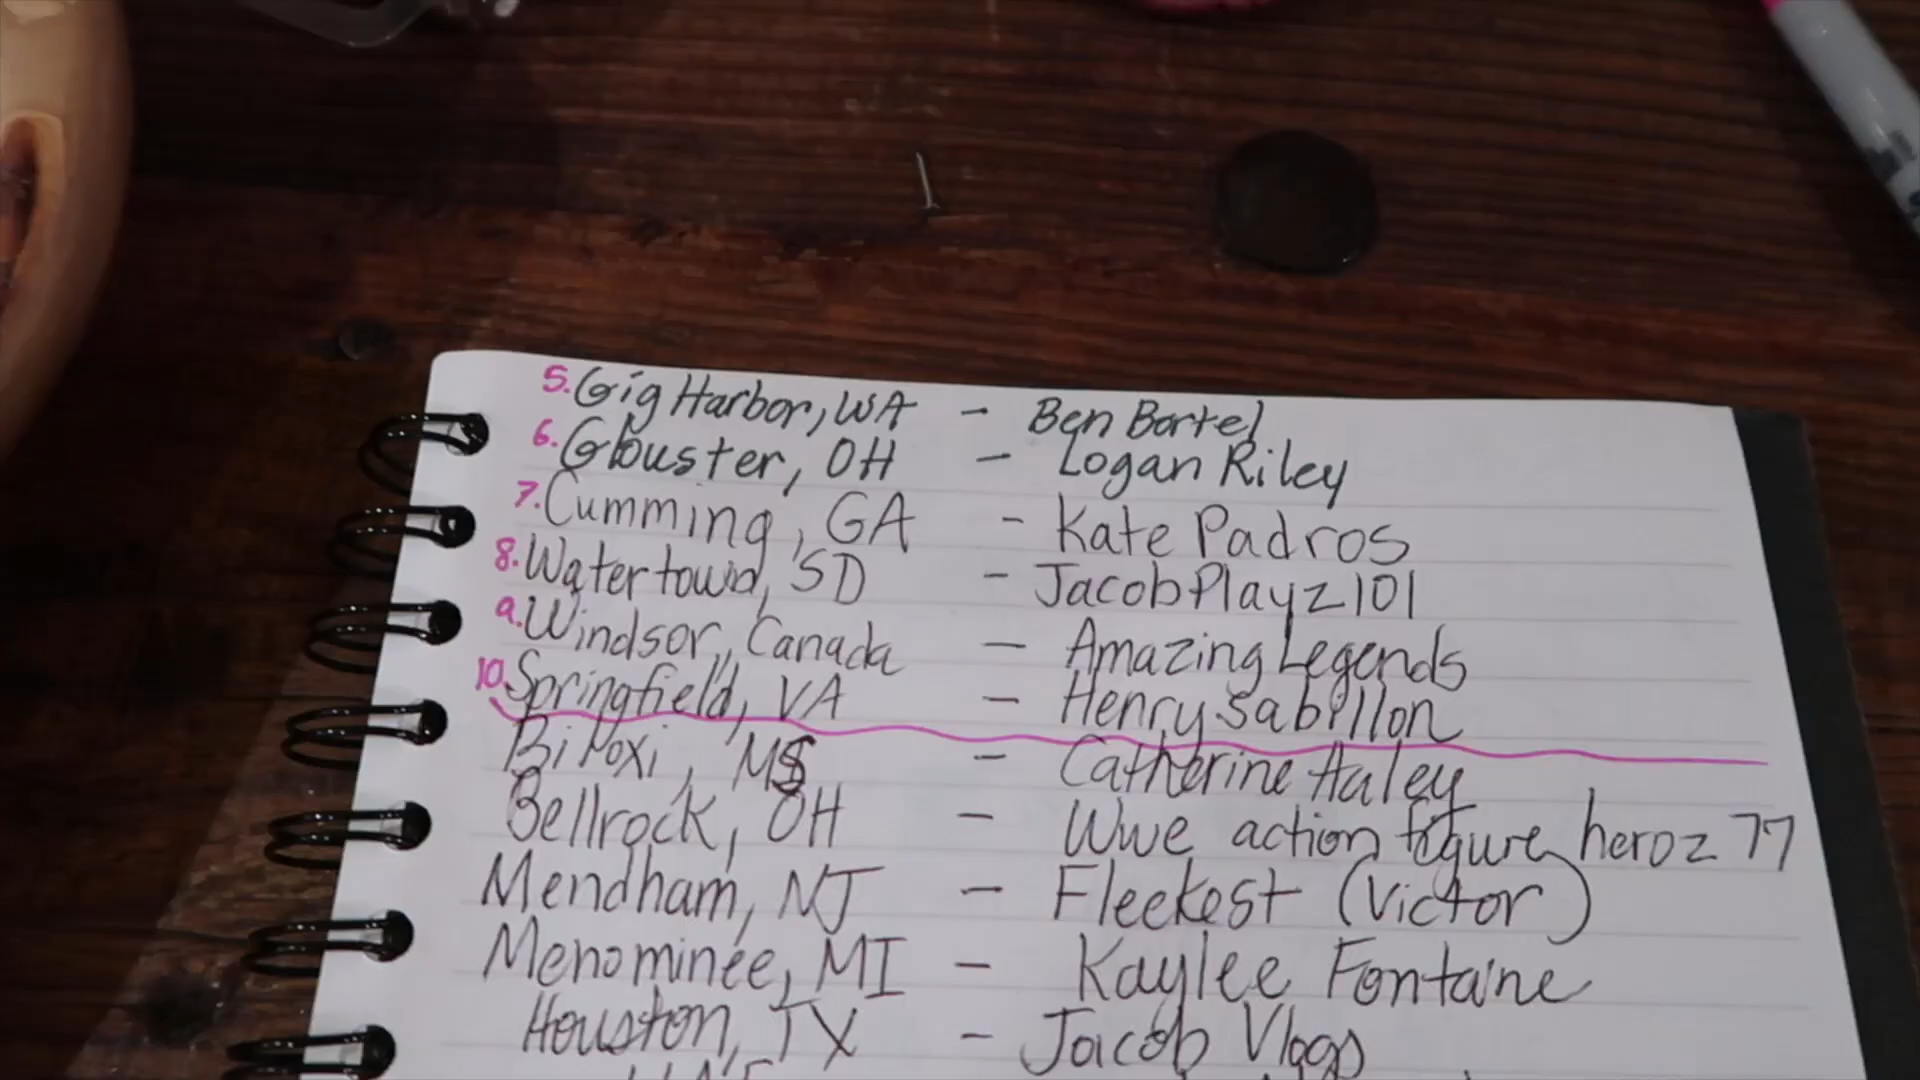 5. Gig Harbor, WA - Ben Bortel
6. Glouster, OH - Logan Riley
7. Cumming, GA - Kate Padros
8. Watertown, SD - JacobPlayz101
9. Windsor, Canada - Amazing Legends
10. Springfield, VA - Henry Sabillon
Biloxi, MS - Catherine Haley
Bellrock, OH - Wwe action figure heroz 77
Mendham, NJ - Fleekest (Victor)
Menominee, MI - Kaylee Fontaine
Houston, TX - Jacob Vlogs